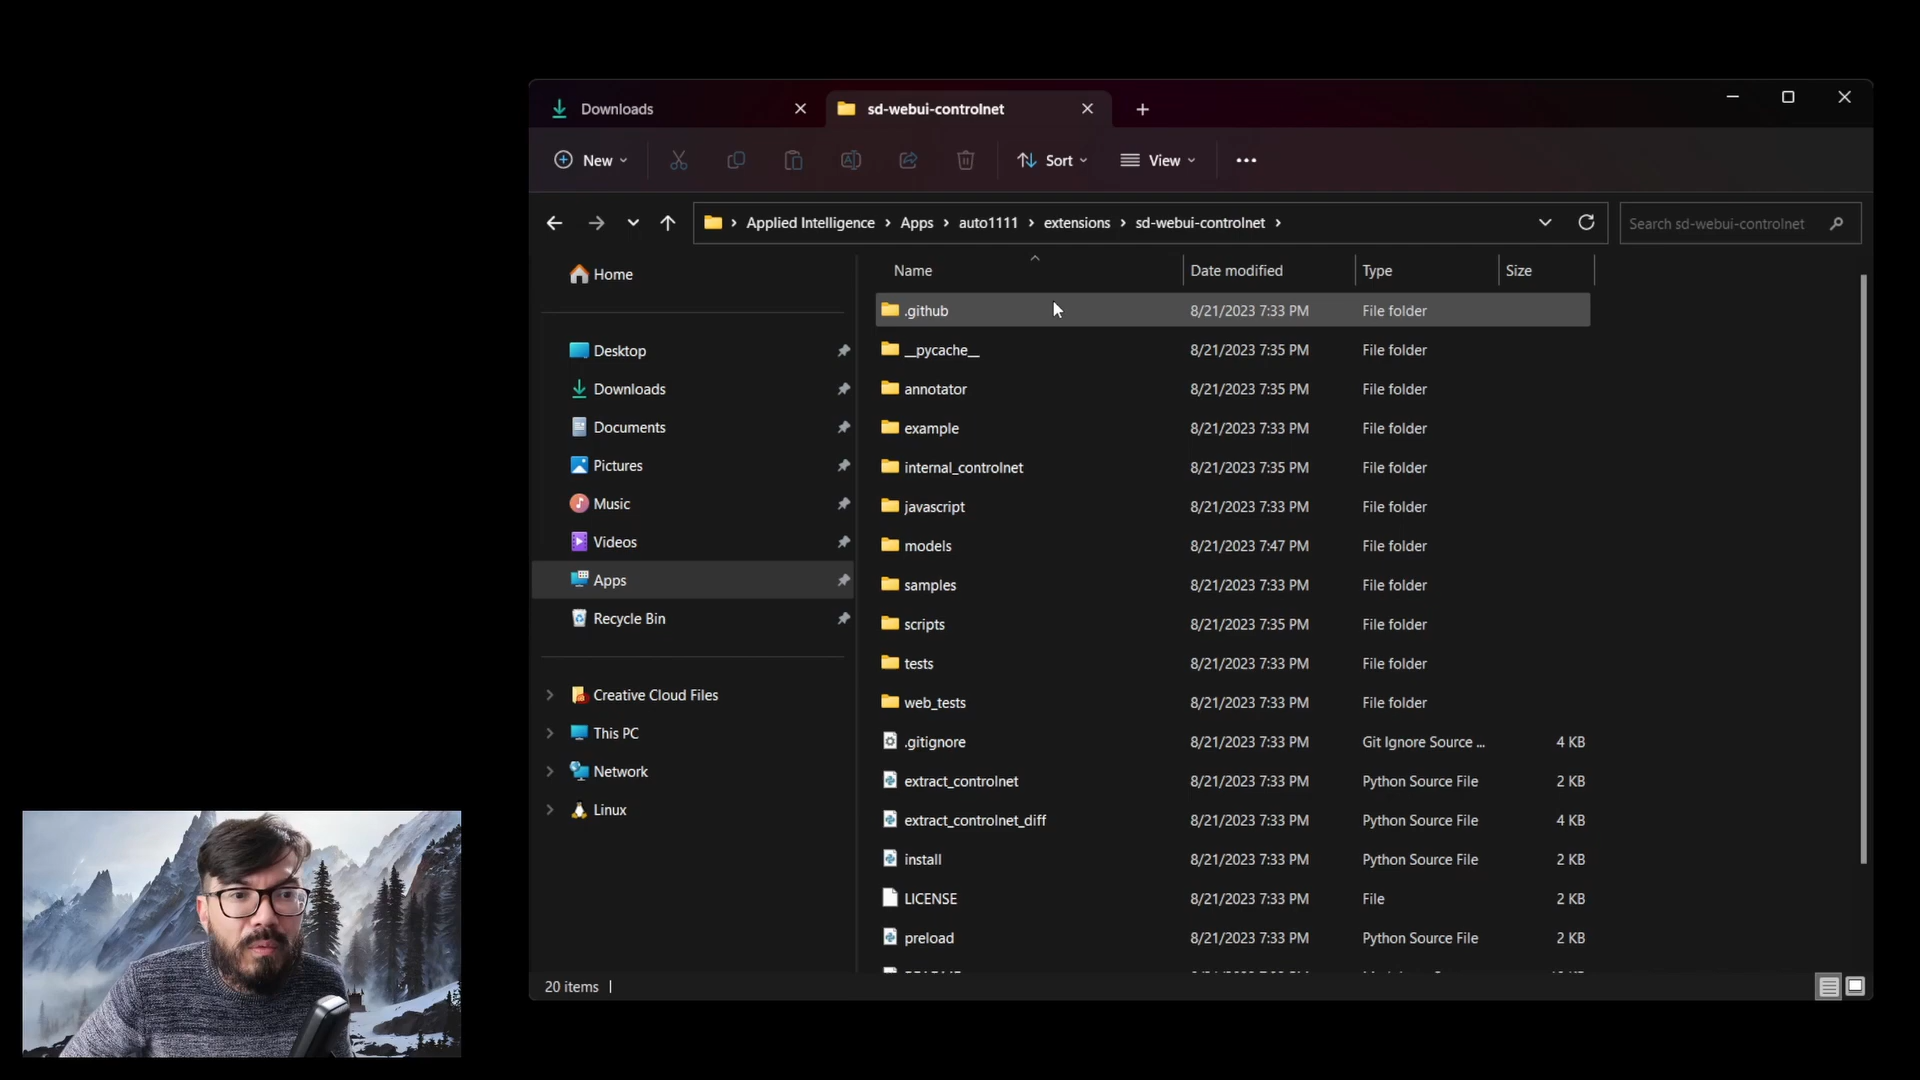 Downloads
sd-webui-controlnet
New
Sort
View
Applied Intelligence > Apps > auto1111 > extensions > sd-webui-controlnet >
Search sd-webui-controlnet
Home
Desktop
Downloads
Documents
Pictures
Music
Videos
Apps
Recycle Bin
Creative Cloud Files
This PC
Network
Linux
Name Date modified Type Size
.github 8/21/2023 7:33 PM File folder
__pycache__ 8/21/2023 7:35 PM File folder
annotator 8/21/2023 7:35 PM File folder
example 8/21/2023 7:33 PM File folder
internal_controlnet 8/21/2023 7:35 PM File folder
javascript 8/21/2023 7:33 PM File folder
models 8/21/2023 7:47 PM File folder
samples 8/21/2023 7:33 PM File folder
scripts 8/21/2023 7:35 PM File folder
tests 8/21/2023 7:33 PM File folder
web_tests 8/21/2023 7:33 PM File folder
.gitignore 8/21/2023 7:33 PM Git Ignore Source ... 4 KB
extract_controlnet 8/21/2023 7:33 PM Python Source File 2 KB
extract_controlnet_diff 8/21/2023 7:33 PM Python Source File 4 KB
install 8/21/2023 7:33 PM Python Source File 2 KB
LICENSE 8/21/2023 7:33 PM File 2 KB
preload 8/21/2023 7:33 PM Python Source File 2 KB
20 items